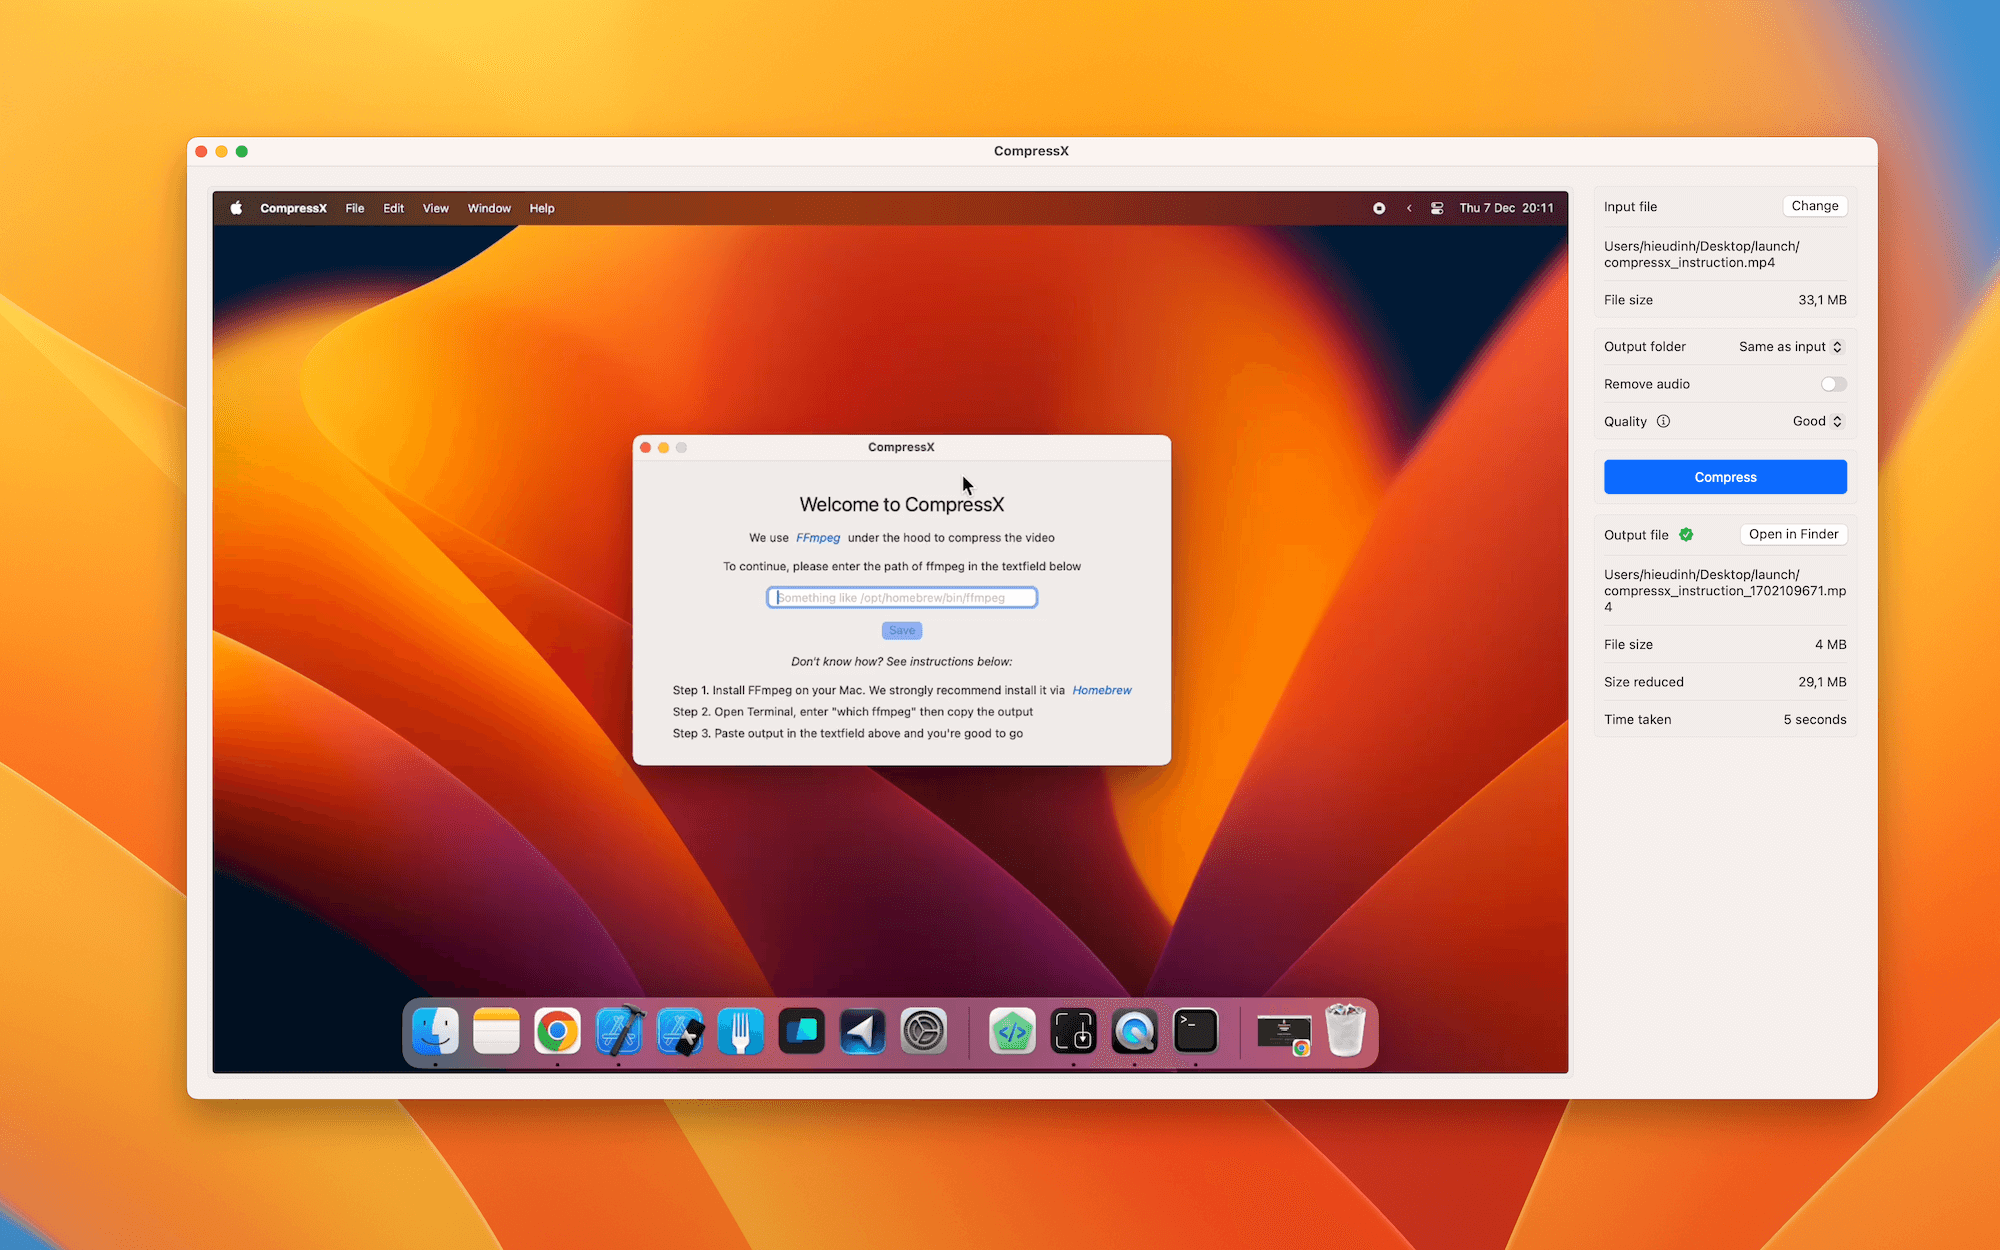 CompressX
CompressX File Edit View Window Help
Thu 7 Dec 20:11
CompressX
Welcome to CompressX
We use FFmpeg under the hood to compress the video
To continue, please enter the path of ffmpeg in the textfield below
Something like /opt/homebrew/bin/ffmpeg
Save
Don't know how? See instructions below:
Step 1. Install FFmpeg on your Mac. We strongly recommend install it via Homebrew
Step 2. Open Terminal, enter "which ffmpeg" then copy the output
Step 3. Paste output in the textfield above and you're good to go
Input file Change
Users/hieudinh/Desktop/launch/
compressx_instruction.mp4
File size 33,1 MB
Output folder Same as input
Remove audio
Quality Good
Compress
Output file Open in Finder
Users/hieudinh/Desktop/launch/
compressx_instruction_1702109671.mp
4
File size 4 MB
Size reduced 29,1 MB
Time taken 5 seconds